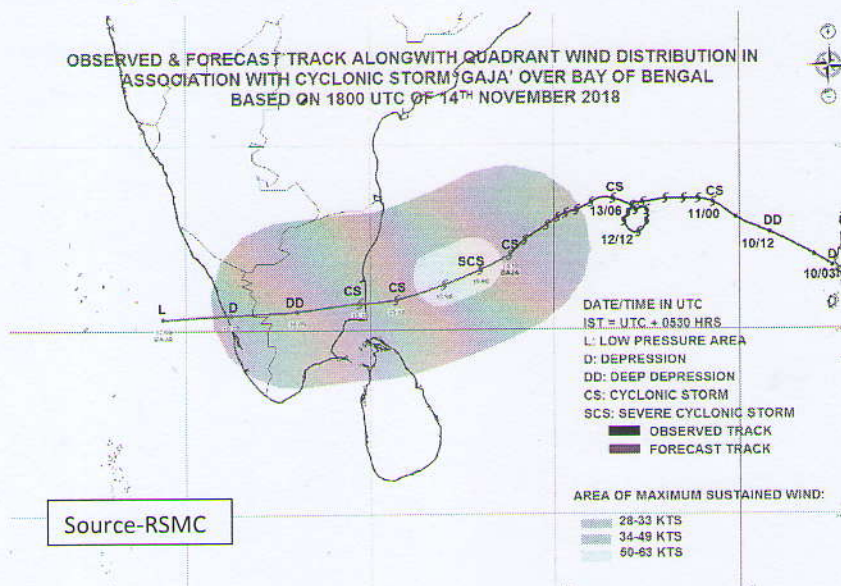 OBSERVED & FORECAST TRACK ALONGWITH QUADRANT WIND DISTRIBUTION IN
ASSOCIATION WITH CYCLONIC STORM 'GAJA' OVER BAY OF BENGAL
BASED ON 1800 UTC OF 14TH NOVEMBER 2018
CS
CS
13/06
11/00
DD
12/12
10/12
CS
SCS
D
10/03
GAJA
CS
CS
DD
D
L
DATE/TIME IN UTC
IST = UTC + 0530 HRS
L: LOW PRESSURE AREA
D: DEPRESSION
DD: DEEP DEPRESSION
CS: CYCLONIC STORM
SCS: SEVERE CYCLONIC STORM
OBSERVED TRACK
FORECAST TRACK
AREA OF MAXIMUM SUSTAINED WIND:
28-33 KTS
34-49 KTS
50-63 KTS
Source-RSMC